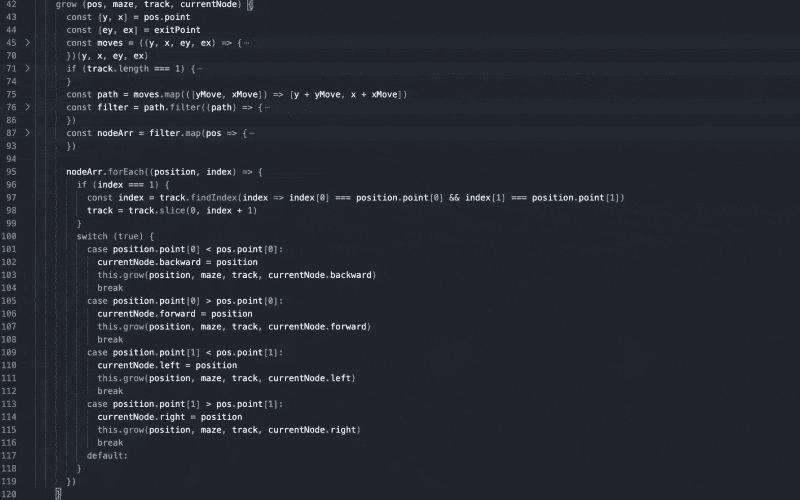 42 grow (pos, maze, track, currentNode) {
43 const [y, x] = pos.point
44 const [ey, ex] = exitPoint
45 > const moves = ((y, x, ey, ex) => {⋯
70 })(y, x, ey, ex)
71 > if (track.length === 1) {⋯
74 }
75 const path = moves.map(([yMove, xMove]) => [y + yMove, x + xMove])
76 > const filter = path.filter((path) => {⋯
86 })
87 > const nodeArr = filter.map(pos => {⋯
93 })
94
95 nodeArr.forEach((position, index) => {
96 if (index === 1) {
97 const index = track.findIndex(index => index[0] === position.point[0] && index[1] === position.point[1])
98 track = track.slice(0, index + 1)
99 }
100 switch (true) {
101 case position.point[0] < pos.point[0]:
102 currentNode.backward = position
103 this.grow(position, maze, track, currentNode.backward)
104 break
105 case position.point[0] > pos.point[0]:
106 currentNode.forward = position
107 this.grow(position, maze, track, currentNode.forward)
108 break
109 case position.point[1] < pos.point[1]:
110 currentNode.left = position
111 this.grow(position, maze, track, currentNode.left)
112 break
113 case position.point[1] > pos.point[1]:
114 currentNode.right = position
115 this.grow(position, maze, track, currentNode.right)
116 break
117 default:
118 }
119 })
120 }